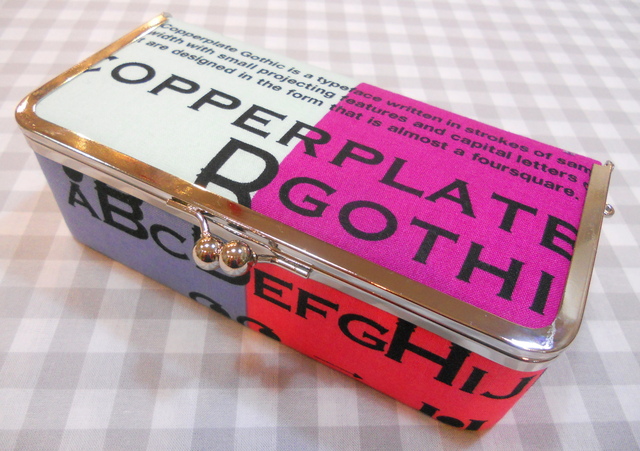 Copperplate Gothic is a typeface written in strokes of sam
width with small projecting features and capital letters
are designed in the form that is almost a foursquare.
COPPERPLATE
R
GOTHI
ABC
EFGHIJ